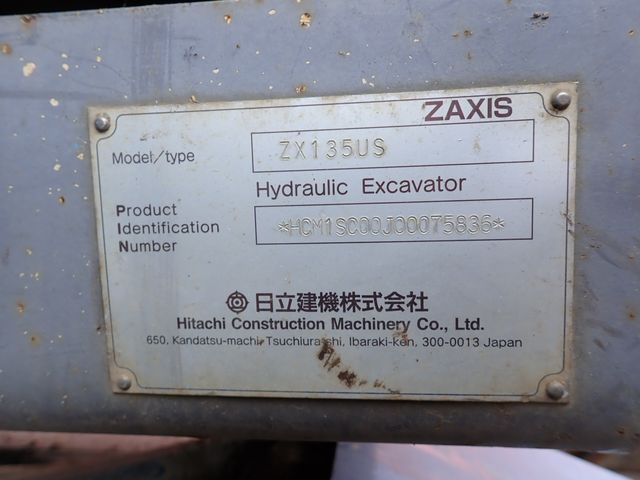 ZAXIS
Model/type ZX135US
Hydraulic Excavator
Product
Identification *HCM1SC00J00075836*
Number
日立建機株式会社
Hitachi Construction Machinery Co., Ltd.
650, Kandatsu-machi, Tsuchiura-shi, Ibaraki-ken, 300-0013 Japan